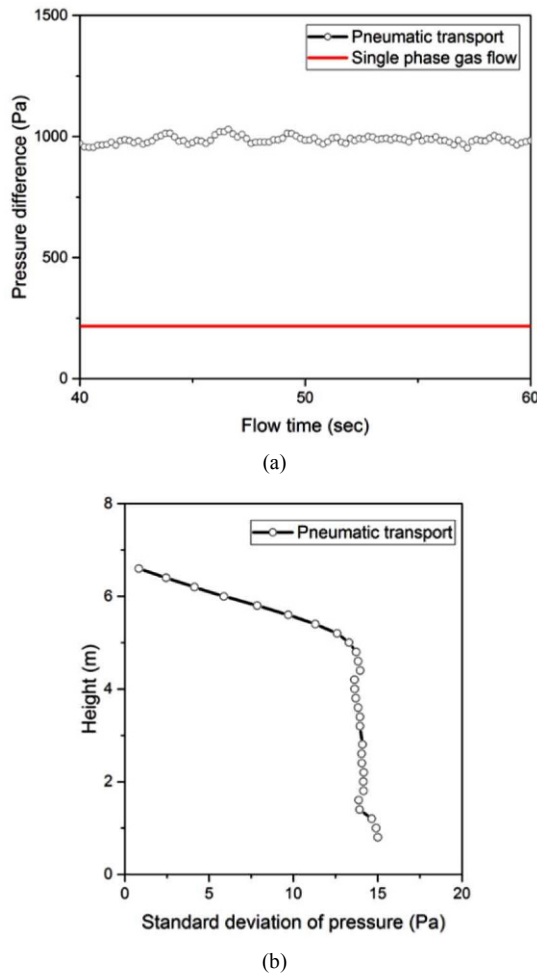 1500
Pneumatic transport
Single phase gas flow
1000
500
0
Pressure difference (Pa)
40
50
60
Flow time (sec)
(a)
8
Pneumatic transport
6
4
2
0
Height (m)
0
5
10
15
20
Standard deviation of pressure (Pa)
(b)